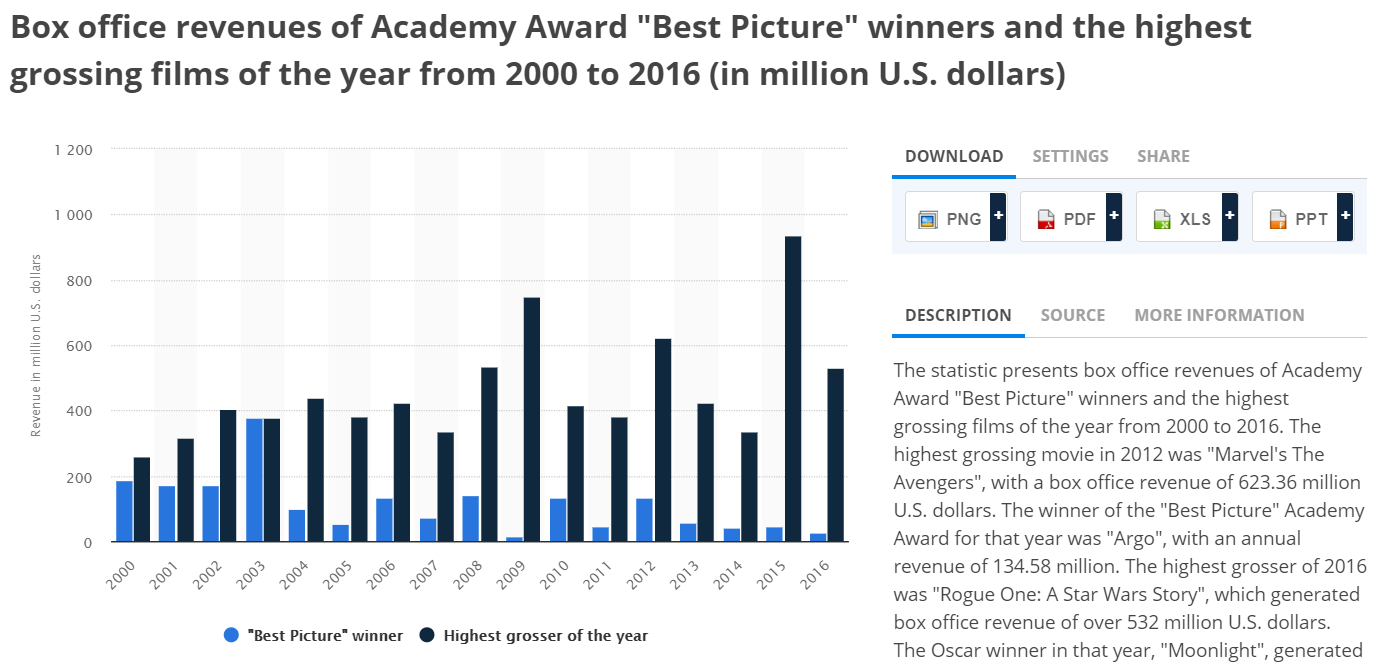 Box office revenues of Academy Award "Best Picture" winners and the highest
grossing films of the year from 2000 to 2016 (in million U.S. dollars)
1 200
1 000
800
600
400
200
0
Revenue in million U.S. dollars
2000
2001
2002
2003
2004
2005
2006
2007
2008
2009
2010
2011
2012
2013
2014
2015
2016
"Best Picture" winner
Highest grosser of the year
DOWNLOAD SETTINGS SHARE
PNG + PDF + XLS + PPT +
DESCRIPTION SOURCE MORE INFORMATION
The statistic presents box office revenues of Academy
Award "Best Picture" winners and the highest
grossing films of the year from 2000 to 2016. The
highest grossing movie in 2012 was "Marvel's The
Avengers", with a box office revenue of 623.36 million
U.S. dollars. The winner of the "Best Picture" Academy
Award for that year was "Argo", with an annual
revenue of 134.58 million. The highest grosser of 2016
was "Rogue One: A Star Wars Story", which generated
box office revenue of over 532 million U.S. dollars.
The Oscar winner in that year, "Moonlight", generated